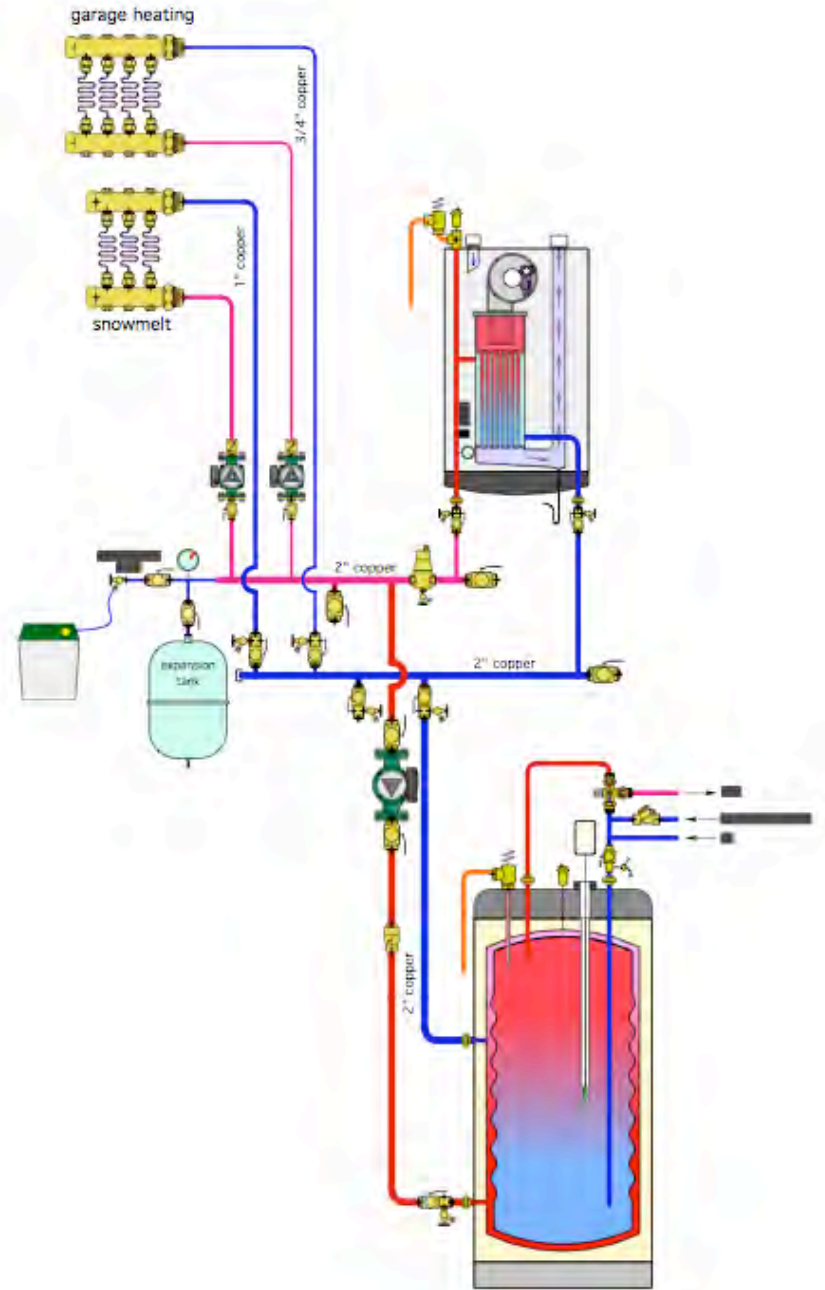 garage heating
3/4" copper
1" copper
snowmelt
2" copper
expansion
tank
2" copper
2" copper